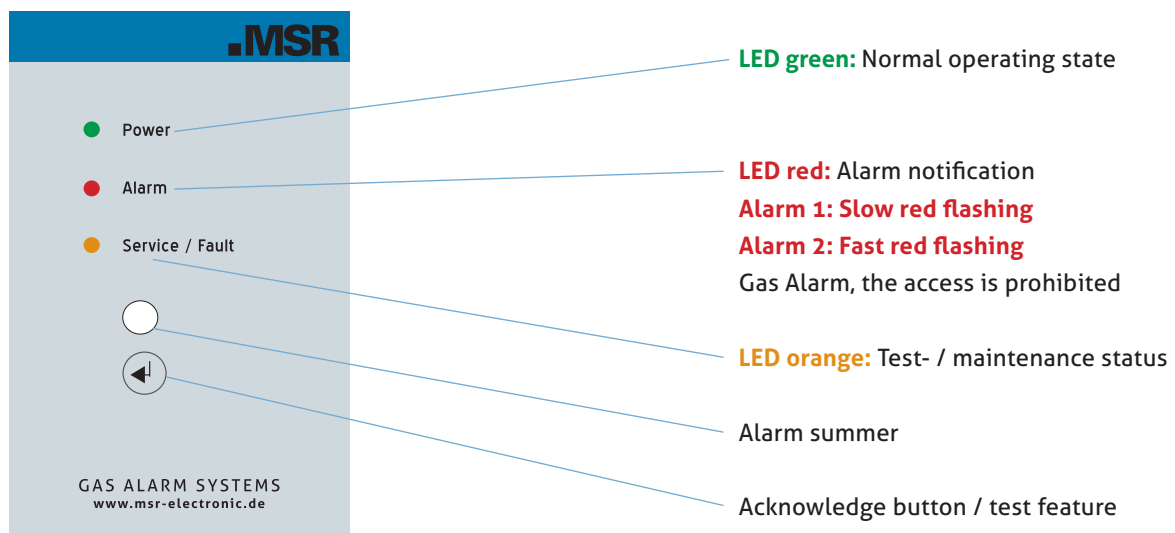 .MSR
Power
Alarm
Service / Fault
GAS ALARM SYSTEMS
www.msr-electronic.de
LED green: Normal operating state
LED red: Alarm notification
Alarm 1: Slow red flashing
Alarm 2: Fast red flashing
Gas Alarm, the access is prohibited
LED orange: Test- / maintenance status
Alarm summer
Acknowledge button / test feature